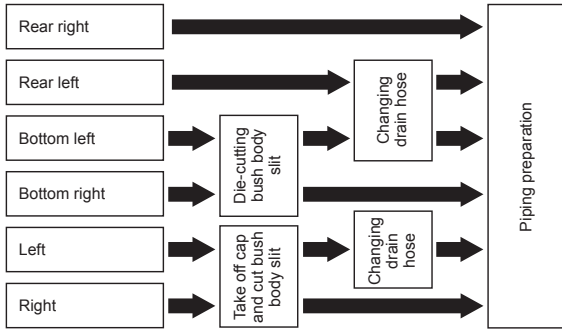 Rear right
Rear left
Bottom left
Bottom right
Left
Right
Die-cutting
bush body
slit
Take off cap
and cut bush
body slit
Changing
drain hose
Changing
drain
hose
Piping preparation